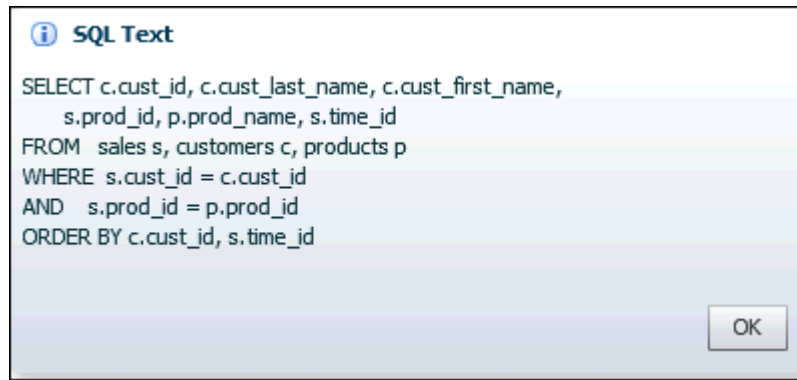 SQL Text
SELECT c.cust_id, c.cust_last_name, c.cust_first_name,
s.prod_id, p.prod_name, s.time_id
FROM sales s, customers c, products p
WHERE s.cust_id = c.cust_id
AND s.prod_id = p.prod_id
ORDER BY c.cust_id, s.time_id
OK